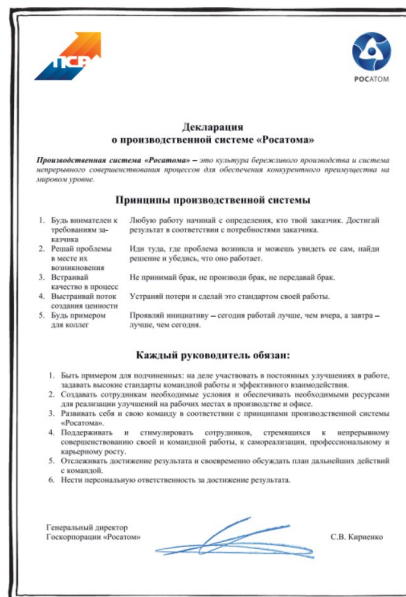 ПСР
РОСАТОМ
Декларация
о производственной системе «Росатома»
Производственная система «Росатома» – это культура бережливого производства и система
непрерывного совершенствования процессов для обеспечения конкурентного преимущества на
мировом уровне.
Принципы производственной системы
1. Будь внимателен к
требованиям за-
казчика
Любую работу начинай с определения, кто твой заказчик. Достигай
результат в соответствии с потребностями заказчика.
2. Решай проблемы
в месте их
возникновения
Иди туда, где проблема возникла и можешь увидеть ее сам, найди
решение и убедись, что оно работает.
3. Встраивай
качество в процесс
Не принимай брак, не производи брак, не передавай брак.
4. Выстраивай поток
создания ценности
Устраняй потери и сделай это стандартом своей работы.
5. Будь примером
для коллег
Проявляй инициативу – сегодня работай лучше, чем вчера, а завтра –
лучше, чем сегодня.
Каждый руководитель обязан:
1. Быть примером для подчиненных: на деле участвовать в постоянных улучшениях в работе,
задавать высокие стандарты командной работы и эффективного взаимодействия.
2. Создавать сотрудникам необходимые условия и обеспечивать необходимыми ресурсами
для реализации улучшений на рабочих местах в производстве и офисе.
3. Развивать себя и свою команду в соответствии с принципами производственной системы
«Росатома».
4. Поддерживать и стимулировать сотрудников, стремящихся к непрерывному
совершенствованию своей и командной работы, к самореализации, профессиональному и
карьерному росту.
5. Отслеживать достижение результата и своевременно обсуждать план дальнейших действий
с командой.
6. Нести персональную ответственность за достижение результата.
Генеральный директор
Госкорпорации «Росатом»
С.В. Кириенко